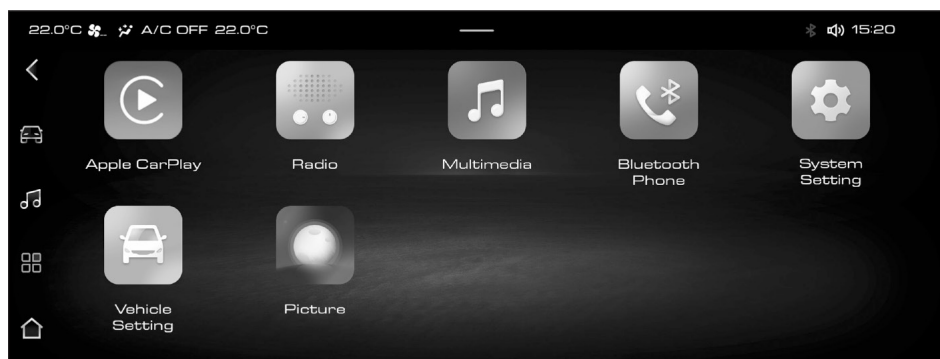 22.0°C A/C OFF 22.0°C
15:20
Apple CarPlay
Radio
Multimedia
Bluetooth
Phone
System
Setting
Vehicle
Setting
Picture